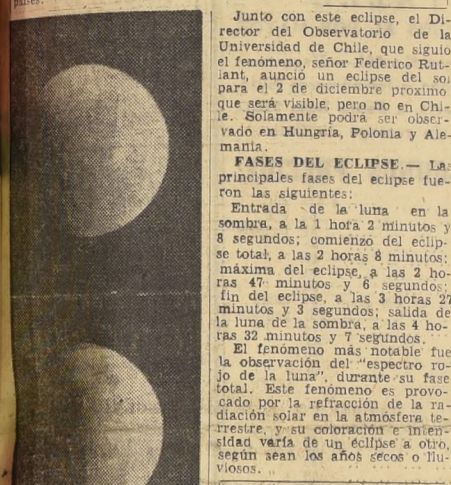 países.
Junto con este eclipse, el Di-
rector del Observatorio de la
Universidad de Chile, que siguio
el fenómeno, señor Federico Rut-
lant, aunció un eclipse del sol
para el 2 de diciembre proximo
que será visible, pero no en Chi-
le. Solamente podrá ser obser-
vado en Hungría, Polonia y Ale-
mania.
FASES DEL ECLIPSE.— Las
principales fases del eclipse fue-
ron las siguientes:
Entrada de la luna en la
sombra, a la 1 hora 2 minutos y
8 segundos; comienzo del eclip-
se total, a las 2 horas 8 minutos;
máxima del eclipse, a las 2 ho-
ras 47 minutos y 6 segundos;
fin del eclipse, a las 3 horas 27
minutos y 3 segundos; salida de
la luna de la sombra, a las 4 ho-
ras 32 minutos y 7 segundos.
El fenómeno más notable fue
la observación del "espectro ro-
jo de la luna", durante su fase
total. Este fenómeno es provo-
cado por la refracción de la ra-
diación solar en la atmósfera te-
rrestre, y su coloración e inten-
sidad varía de un eclipse a otro,
según sean los años secos o llu-
viosos.